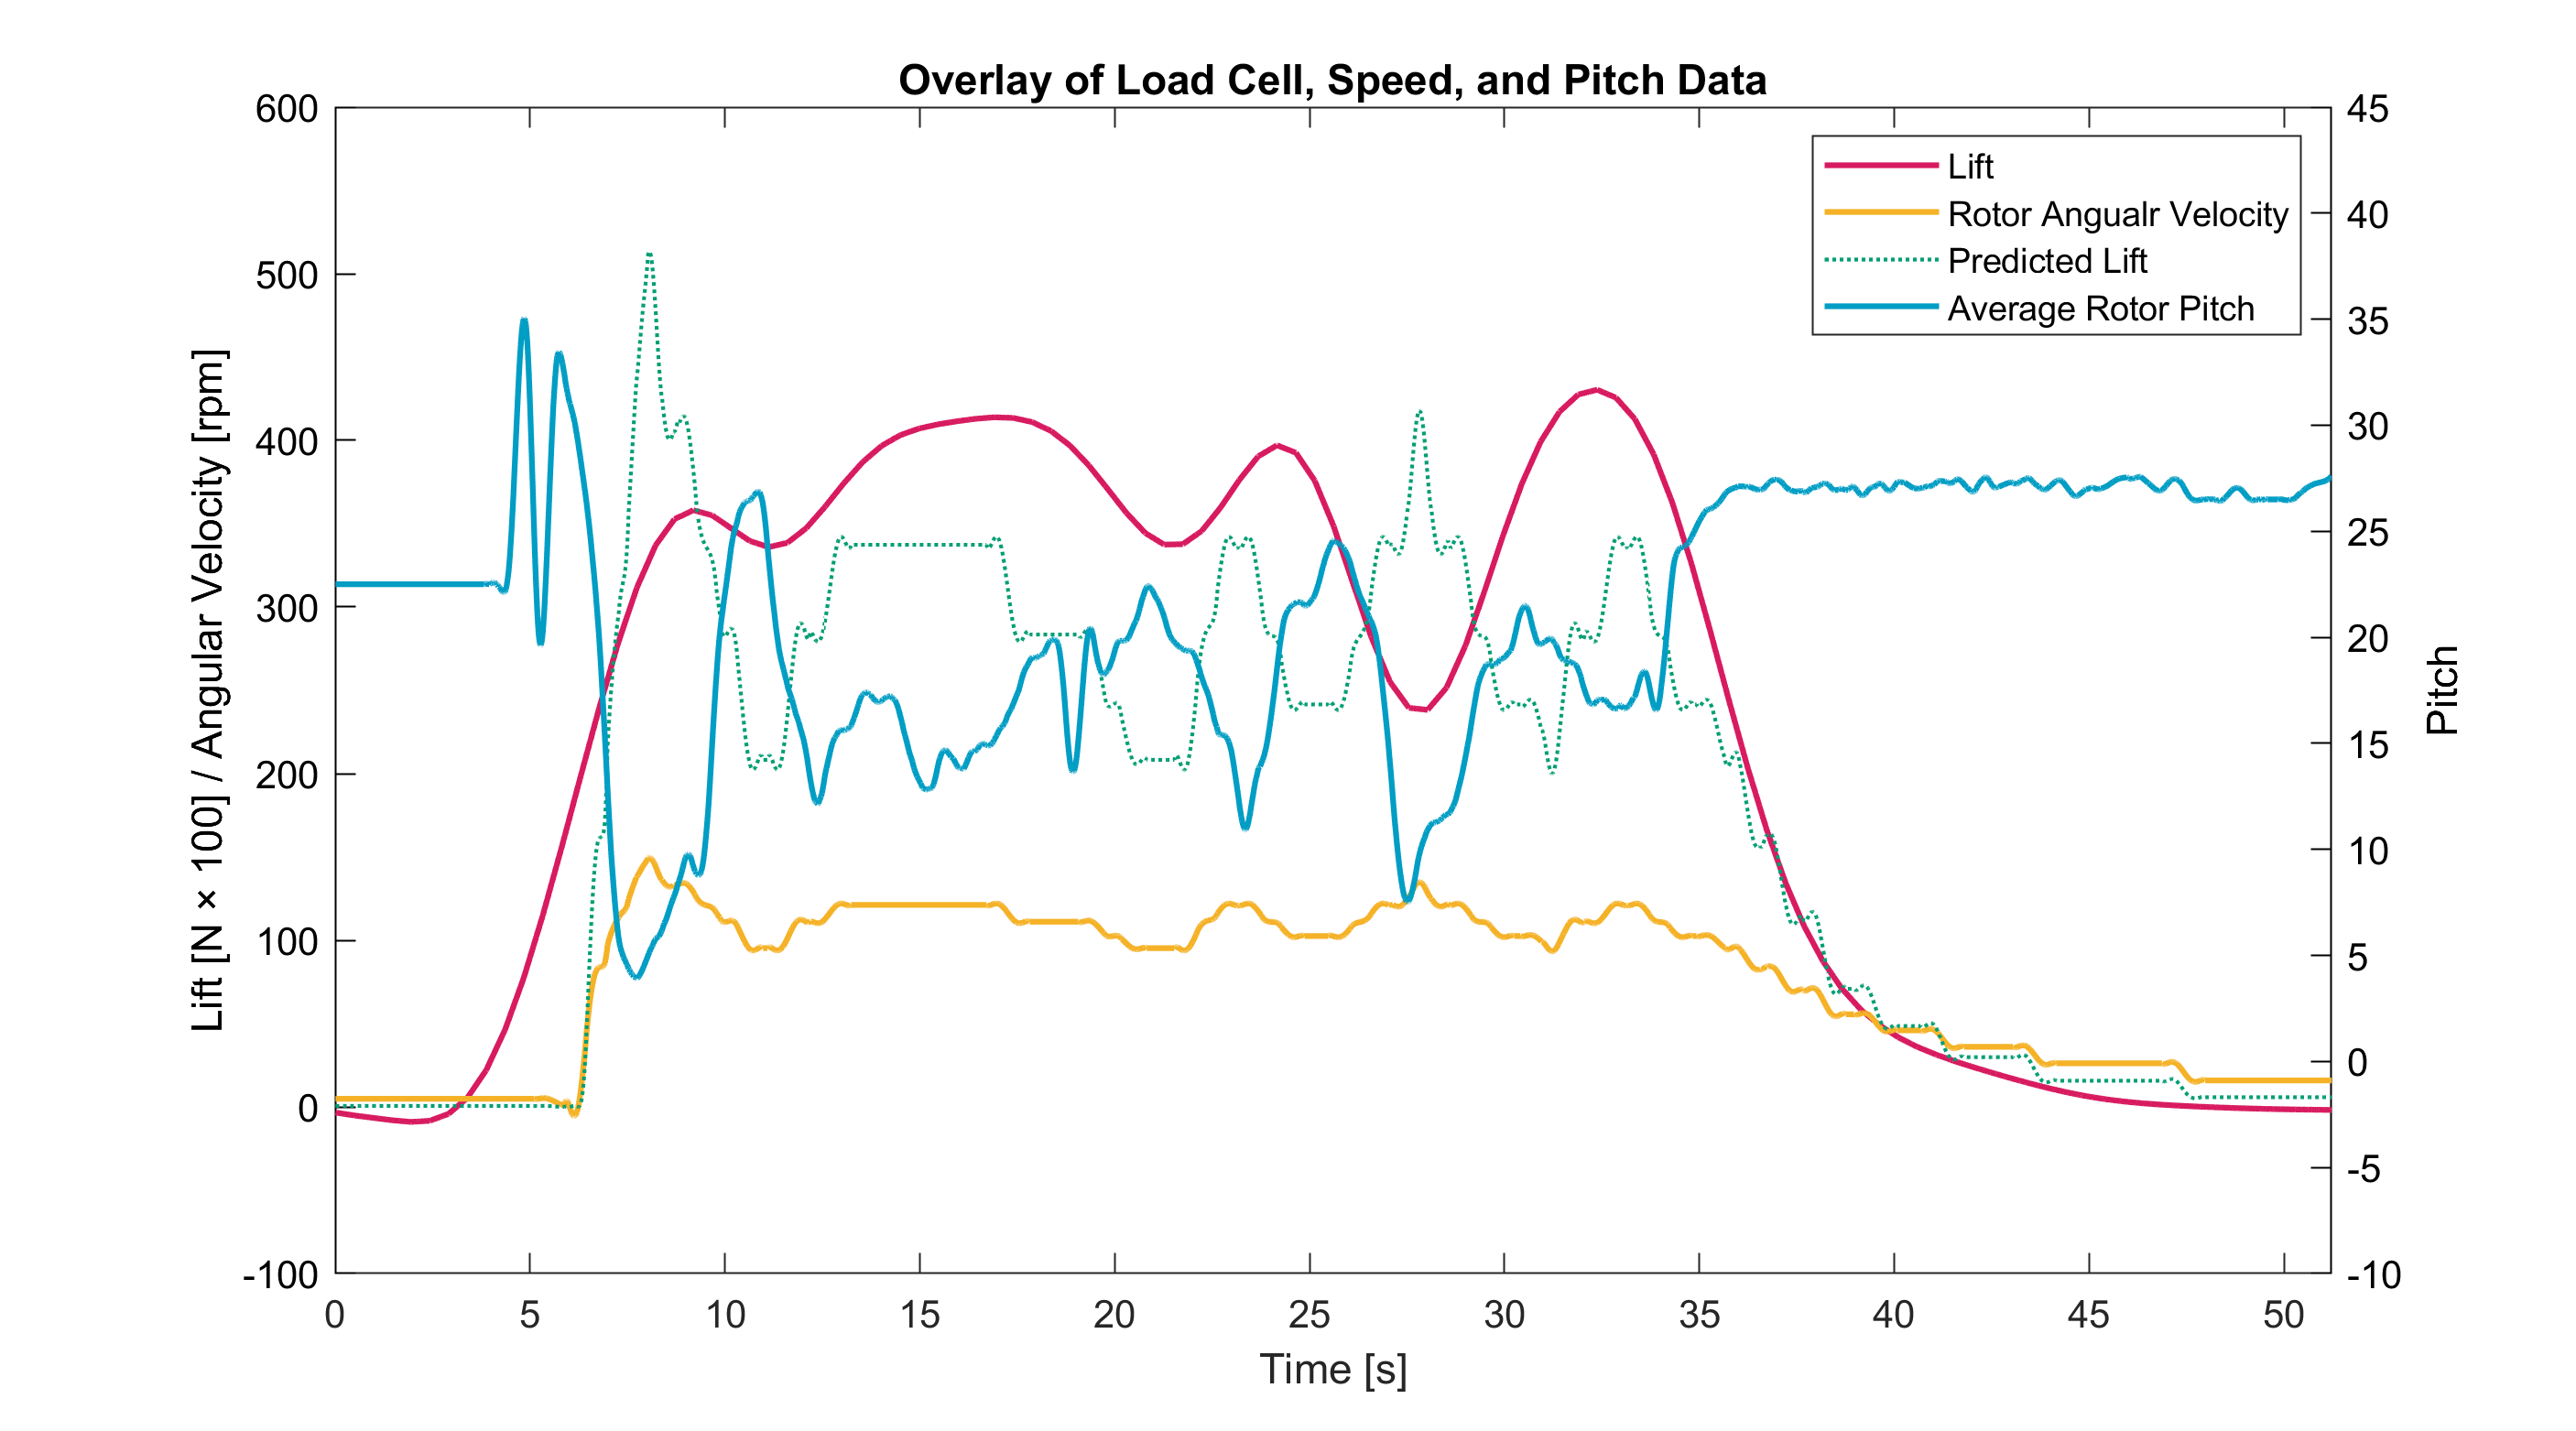 Overlay of Load Cell, Speed, and Pitch Data
600
500
400
300
200
100
0
-100
Lift [N × 100] / Angular Velocity [rpm]
45
40
35
30
25
20
15
10
5
0
-5
-10
Pitch
Lift
Rotor Angualr Velocity
Predicted Lift
Average Rotor Pitch
0 5 10 15 20 25 30 35 40 45 50
Time [s]